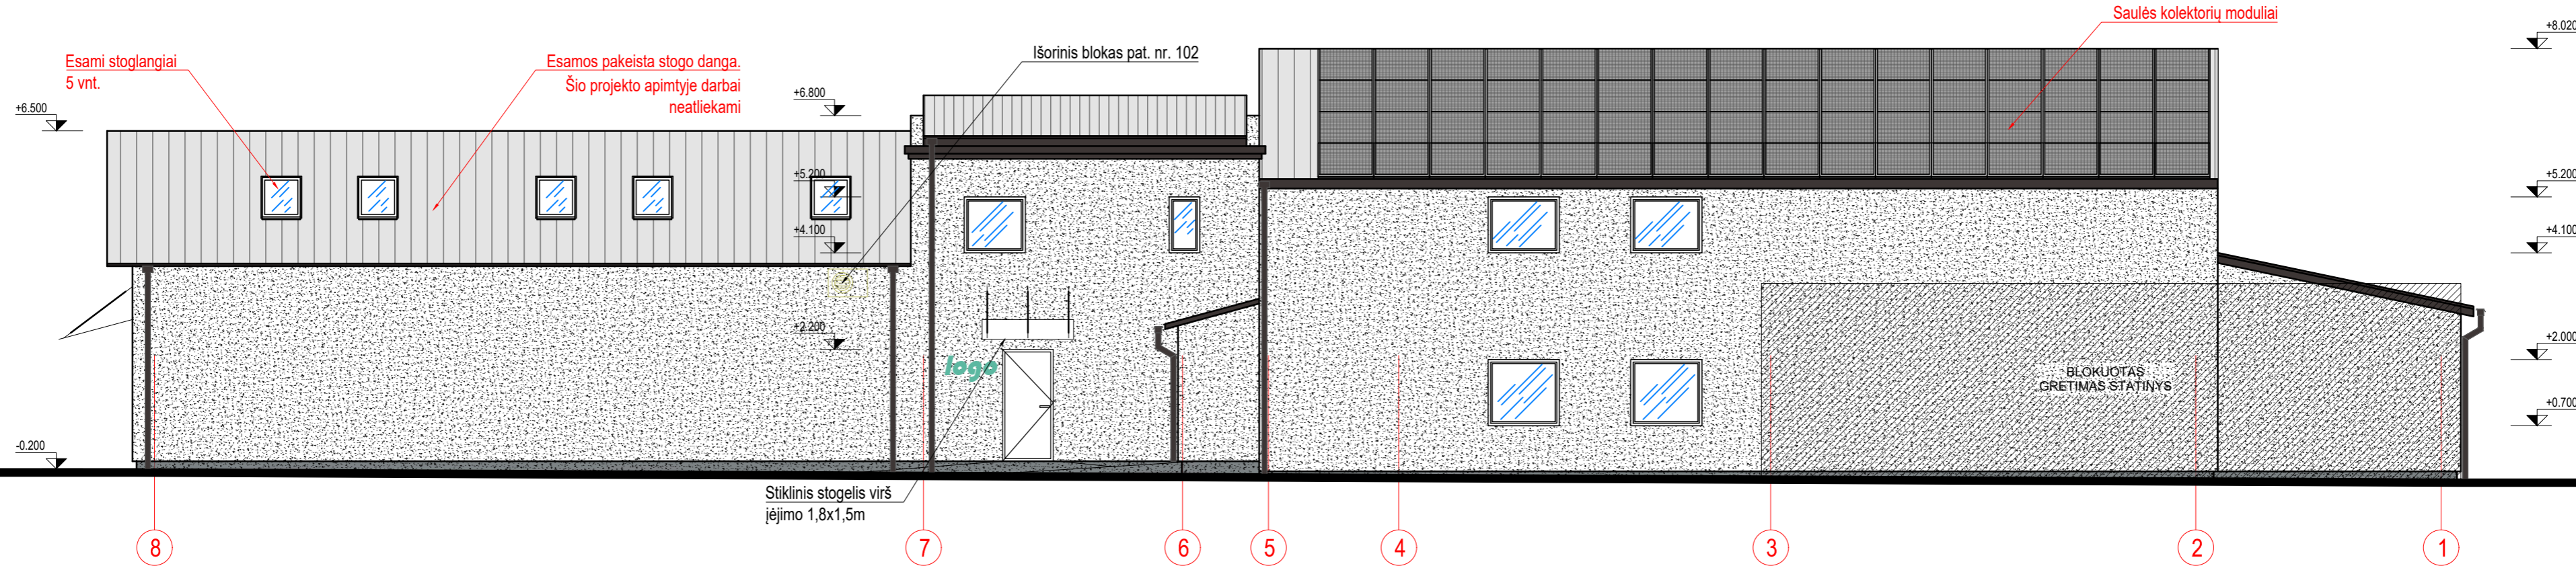 Saulės kolektorių moduliai
+8.020
Išorinis blokas pat. nr. 102
Esami stoglangiai
5 vnt.
Esamos pakeista stogo danga.
Šio projekto apimtyje darbai
neatliekami
+6.500
+6.800
+5.200
+5.200
+4.100
+4.100
+2.200
+2.000
logo
BLOKUOTAS
GRETIMAS STATINYS
+0.700
-0.200
Stiklinis stogelis virš
įėjimo 1,8x1,5m
8
7
6
5
4
3
2
1